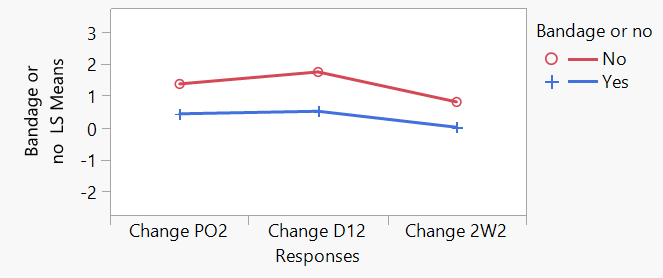 Bandage or
no LS Means
3
2
1
0
-1
-2
Change PO2
Change D12
Change 2W2
Responses
Bandage or no
No
Yes